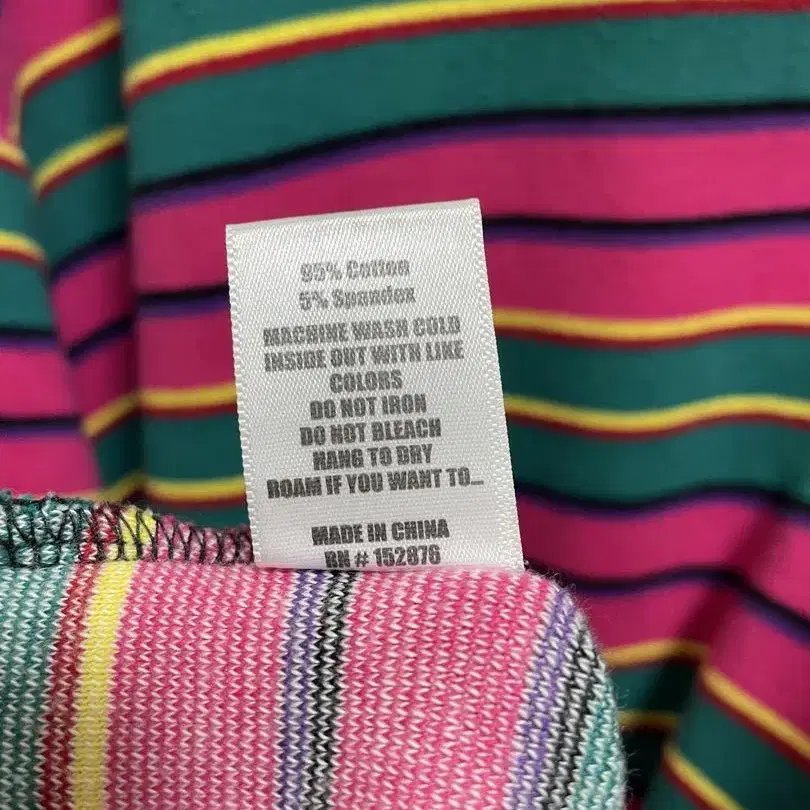 95% Cotton
5% Spandex
MACHINE WASH COLD
INSIDE OUT WITH LIKE
COLORS
DO NOT IRON
DO NOT BLEACH
HANG TO DRY
ROAM IF YOU WANT TO...
MADE IN CHINA
RN # 152876